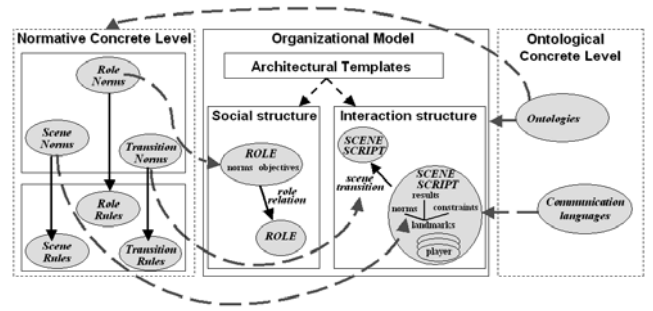 Normative Concrete Level
Role
Norms
Scene
Norms
Transition
Norms
Role
Rules
Scene
Rules
Transition
Rules
Organizational Model
Architectural Templates
Social structure
ROLE
norms objectives
role
relation
ROLE
Interaction structure
SCENE
SCRIPT
scene
transition
SCENE
SCRIPT
results
norms constraints
landmarks
player
Ontological
Concrete Level
Ontologies
Communication
languages